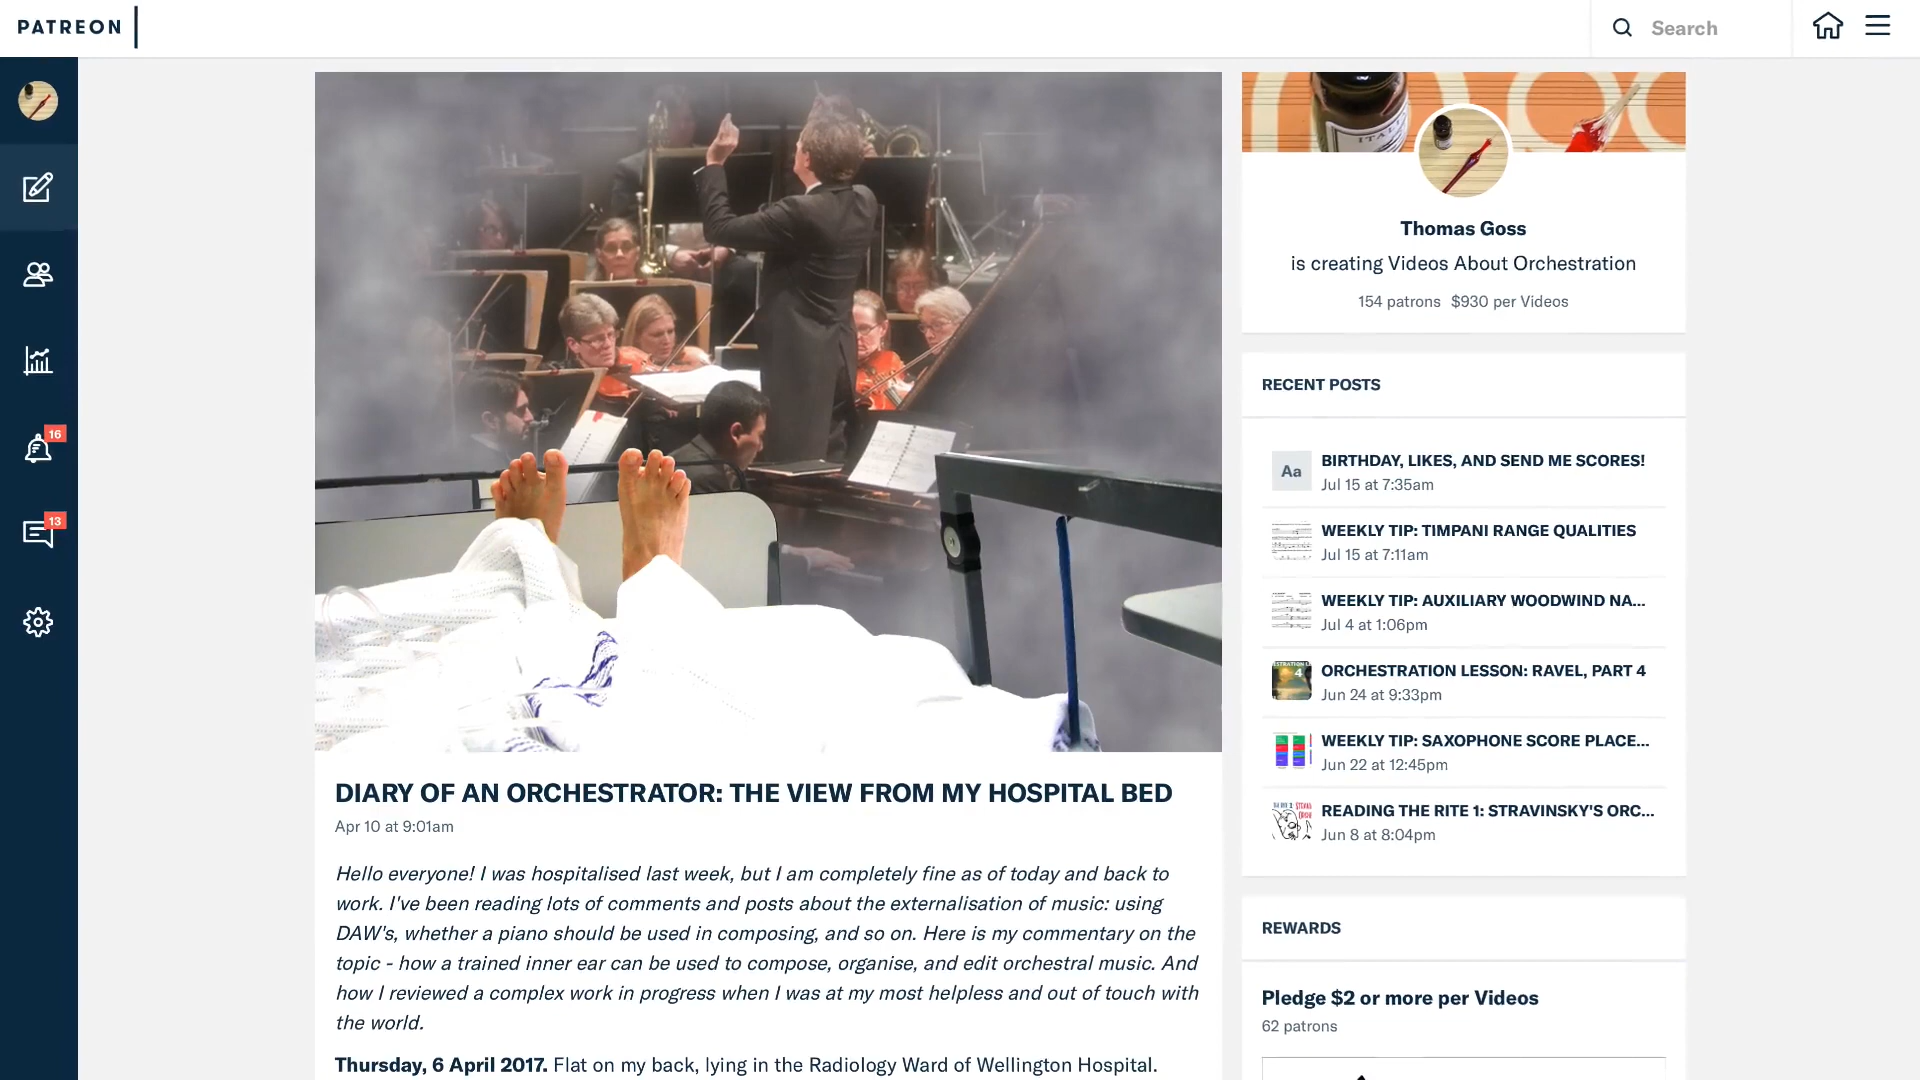 PATREON
Search
16
13
ITALI
Thomas Goss
is creating Videos About Orchestration
154 patrons $930 per Videos
RECENT POSTS
Aa
BIRTHDAY, LIKES, AND SEND ME SCORES!
Jul 15 at 7:35am
WEEKLY TIP: TIMPANI RANGE QUALITIES
Jul 15 at 7:11am
WEEKLY TIP: AUXILIARY WOODWIND NA...
Jul 4 at 1:06pm
4
ORCHESTRATION LESSON: RAVEL, PART 4
Jun 24 at 9:33pm
WEEKLY TIP: SAXOPHONE SCORE PLACE...
Jun 22 at 12:45pm
READING THE RITE 1: STRAVINSKY'S ORC...
Jun 8 at 8:04pm
REWARDS
Pledge $2 or more per Videos
62 patrons
DIARY OF AN ORCHESTRATOR: THE VIEW FROM MY HOSPITAL BED
Apr 10 at 9:01am
Hello everyone! I was hospitalised last week, but I am completely fine as of today and back to
work. I've been reading lots of comments and posts about the externalisation of music: using
DAW's, whether a piano should be used in composing, and so on. Here is my commentary on the
topic - how a trained inner ear can be used to compose, organise, and edit orchestral music. And
how I reviewed a complex work in progress when I was at my most helpless and out of touch with
the world.
Thursday, 6 April 2017. Flat on my back, lying in the Radiology Ward of Wellington Hospital.